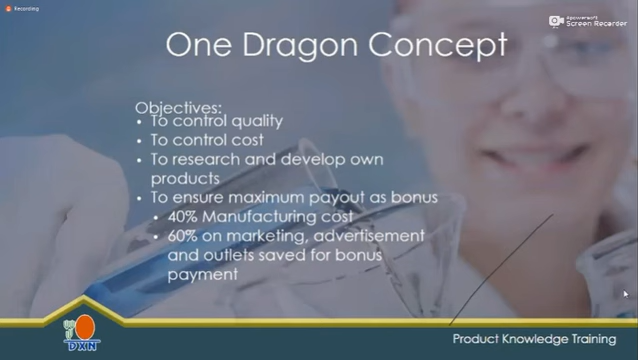 Recording
Apowersoft
Screen Recorder
One Dragon Concept
Objectives:
• To control quality
• To control cost
• To research and develop own
products
• To ensure maximum payout as bonus
• 40% Manufacturing cost
• 60% on marketing, advertisement
and outlets saved for bonus
payment
DXN
Product Knowledge Training